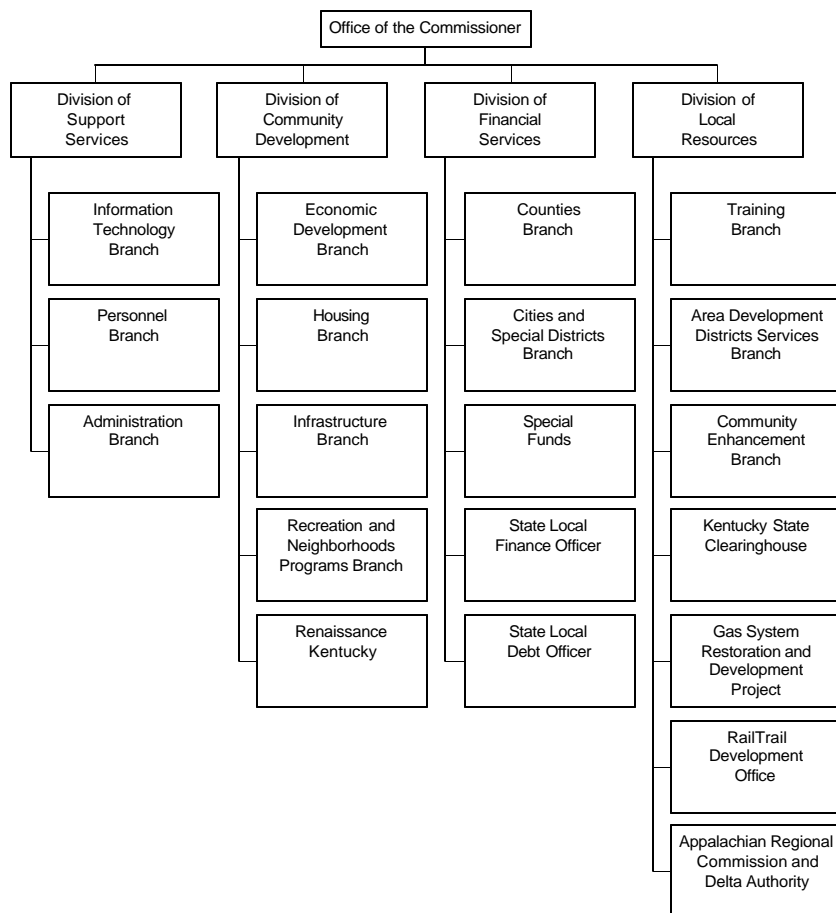 Office of the Commissioner
Division of
Support
Services
Division of
Community
Development
Division of
Financial
Services
Division of
Local
Resources
Information
Technology
Branch
Personnel
Branch
Administration
Branch
Economic
Development
Branch
Housing
Branch
Infrastructure
Branch
Recreation and
Neighborhoods
Programs Branch
Renaissance
Kentucky
Counties
Branch
Cities and
Special Districts
Branch
Special
Funds
State Local
Finance Officer
State Local
Debt Officer
Training
Branch
Area Development
Districts Services
Branch
Community
Enhancement
Branch
Kentucky State
Clearinghouse
Gas System
Restoration and
Development
Project
RailTrail
Development
Office
Appalachian Regional
Commission and
Delta Authority